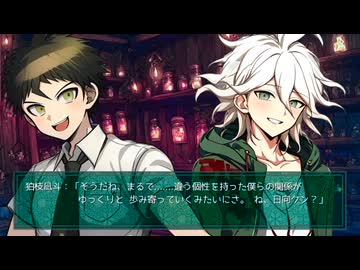 狛枝凪斗：「そうだね、まるで……違う個性を持った僕らの関係が
ゆっくりと 歩み寄っていくみたいにさ。 ね、日向クン？」